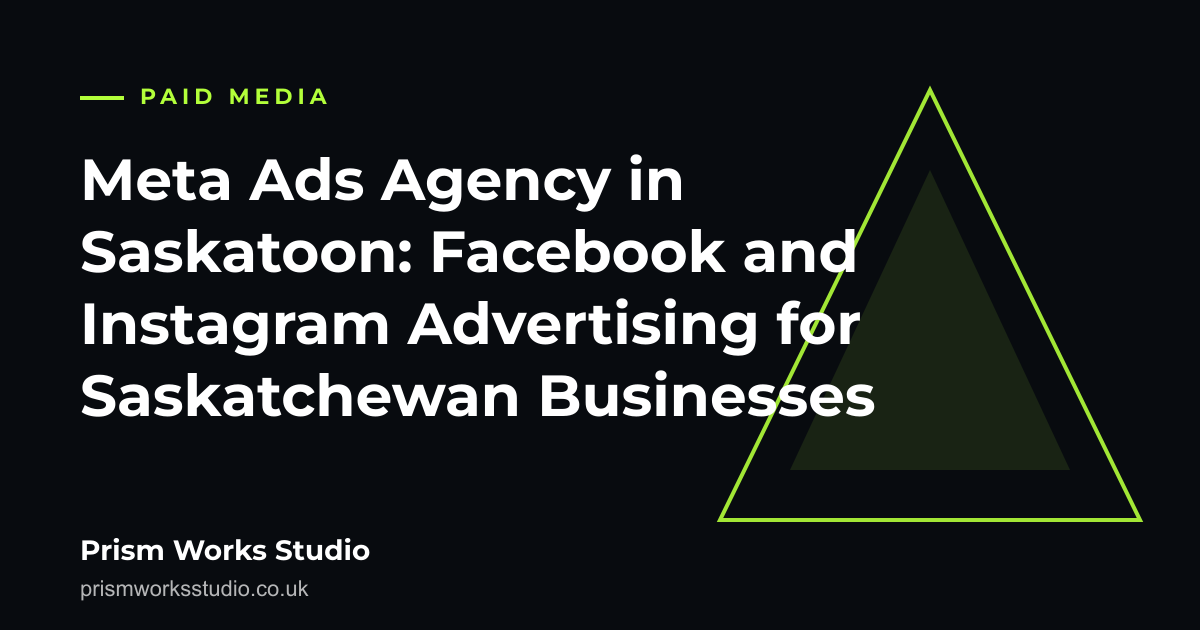 PAID MEDIA
Meta Ads Agency in
Saskatoon: Facebook and
Instagram Advertising for
Saskatchewan Businesses
Prism Works Studio
prismworksstudio.co.uk